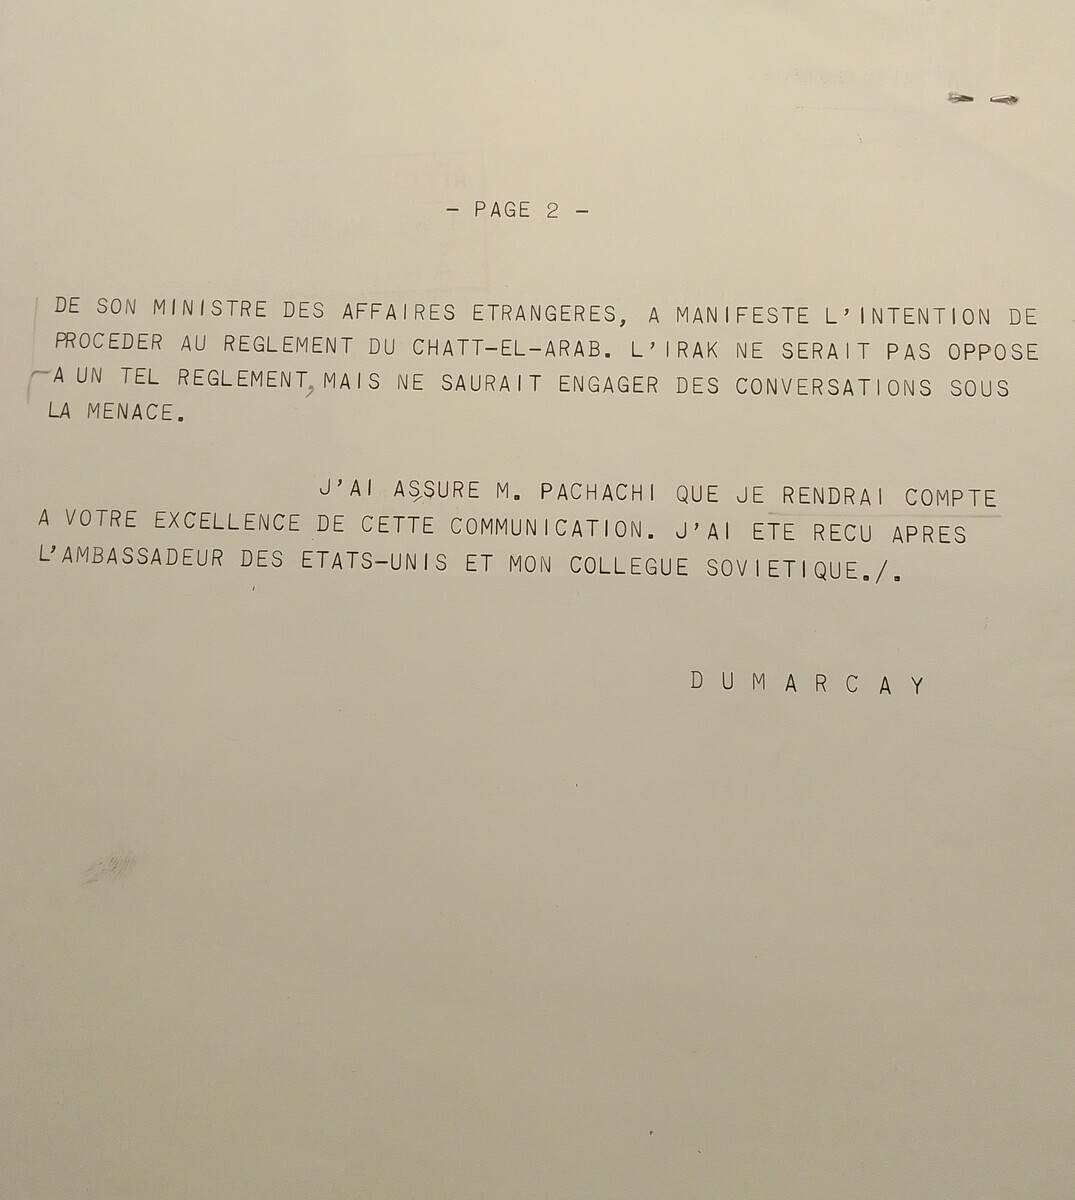 - PAGE 2 -
DE SON MINISTRE DES AFFAIRES ETRANGERES, A MANIFESTE L'INTENTION DE
PROCEDER AU REGLEMENT DU CHATT-EL-ARAB. L'IRAK NE SERAIT PAS OPPOSE
A UN TEL REGLEMENT, MAIS NE SAURAIT ENGAGER DES CONVERSATIONS SOUS
LA MENACE.
J'AI ASSURE M. PACHACHI QUE JE RENDRAI COMPTE
A VOTRE EXCELLENCE DE CETTE COMMUNICATION. J'AI ETE RECU APRES
L'AMBASSADEUR DES ETATS-UNIS ET MON COLLEGUE SOVIETIQUE./.
D U M A R C A Y